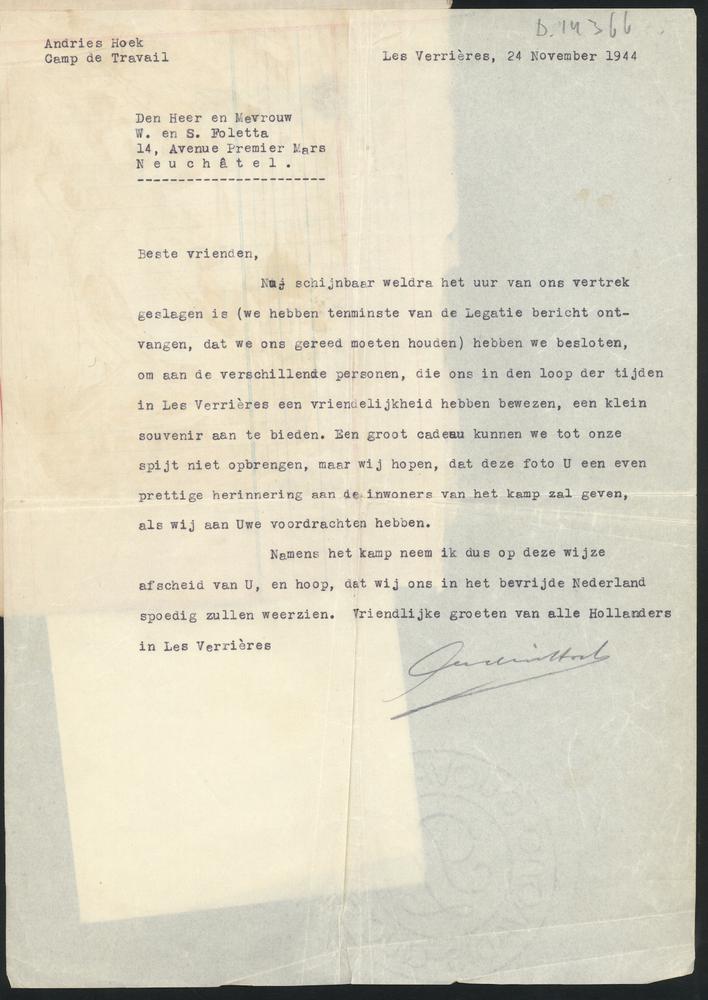 D. 14366
Andries Hoek
Camp de Travail
Les Verrières, 24 November 1944
Den Heer en Mevrouw
W. en S. Foletta
14, Avenue Premier Mars
N e u c h â t e l .
-----------------------
Beste vrienden,
Nu schijnbaar weldra het uur van ons vertrek
geslagen is (we hebben tenminste van de Legatie bericht ont-
vangen, dat we ons gereed moeten houden) hebben we besloten,
om aan de verschillende personen, die ons in den loop der tijden
in Les Verrières een vriendelijkheid hebben bewezen, een klein
souvenir aan te bieden. Een groot cadeau kunnen we tot onze
spijt niet opbrengen, maar wij hopen, dat deze foto U een even
prettige herinnering aan de inwoners van het kamp zal geven,
als wij aan Uwe voordrachten hebben.
Namens het kamp neem ik dus op deze wijze
afscheid van U, en hoop, dat wij ons in het bevrijde Nederland
spoedig zullen weerzien. Vriendlijke groeten van alle Hollanders
in Les Verrières